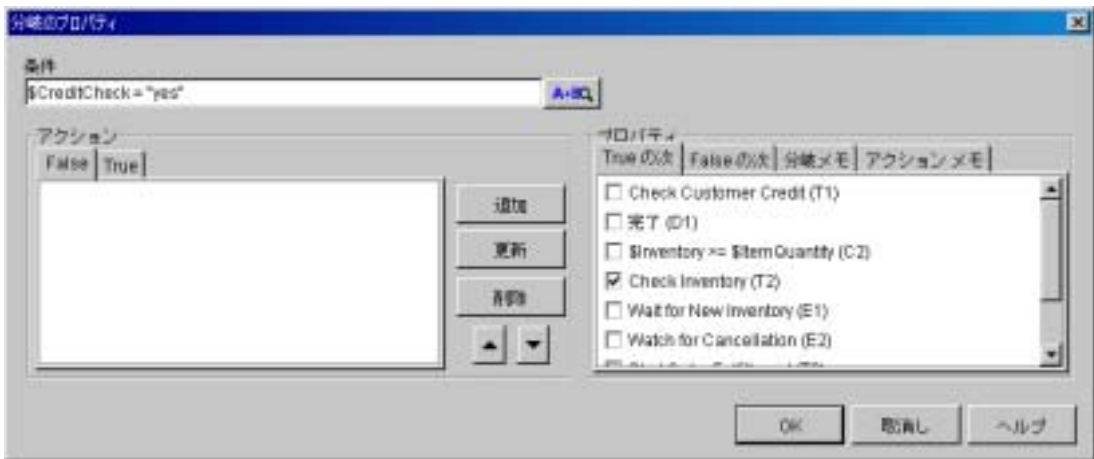 分岐のプロパティ
条件
$CreditCheck = "yes"
アクション
False True
追加
更新
削除
プロパティ
True の次 False の次 分岐メモ アクション メモ
Check Customer Credit (T1)
完了 (D1)
$Inventory >= $ItemQuantity (C2)
Check Inventory (T2)
Wait for New Inventory (E1)
Watch for Cancellation (E2)
OK 取消し ヘルプ